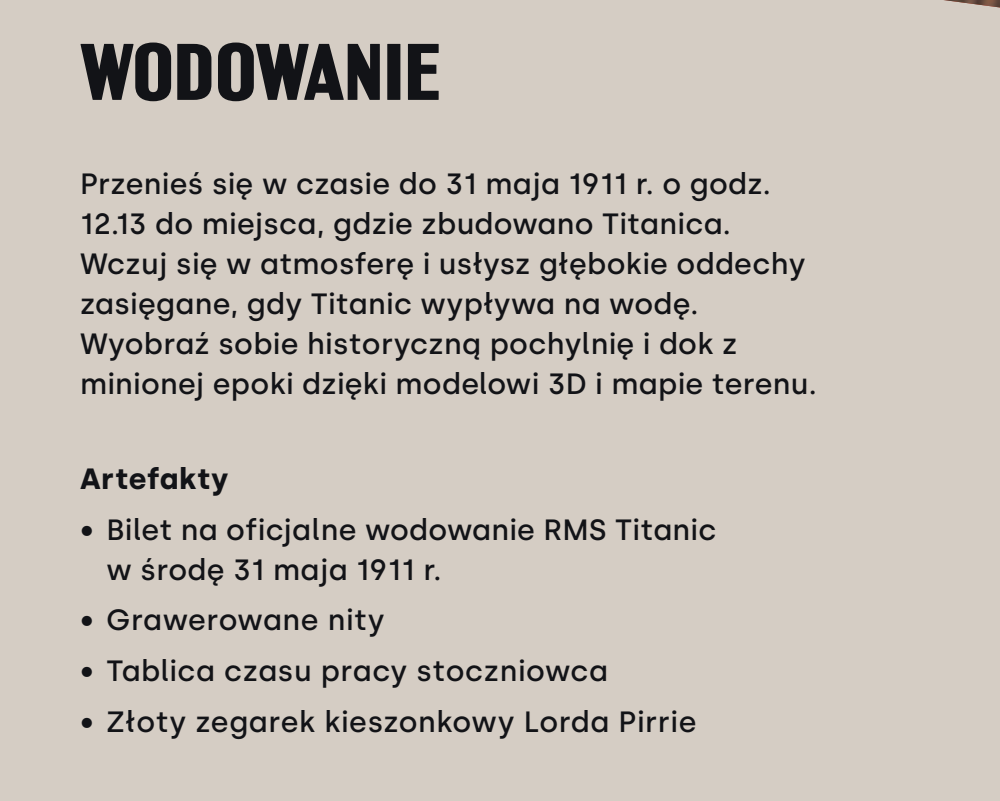 WODOWANIE
Przenieś się w czasie do 31 maja 1911 r. o godz.
12.13 do miejsca, gdzie zbudowano Titanica.
Wczuj się w atmosferę i usłysz głębokie oddechy
zasięgane, gdy Titanic wypływa na wodę.
Wyobraź sobie historyczną pochylnię i dok z
minionej epoki dzięki modelowi 3D i mapie terenu.
Artefakty
• Bilet na oficjalne wodowanie RMS Titanic
w środę 31 maja 1911 r.
• Grawerowane nity
• Tablica czasu pracy stoczniowca
• Złoty zegarek kieszonkowy Lorda Pirrie